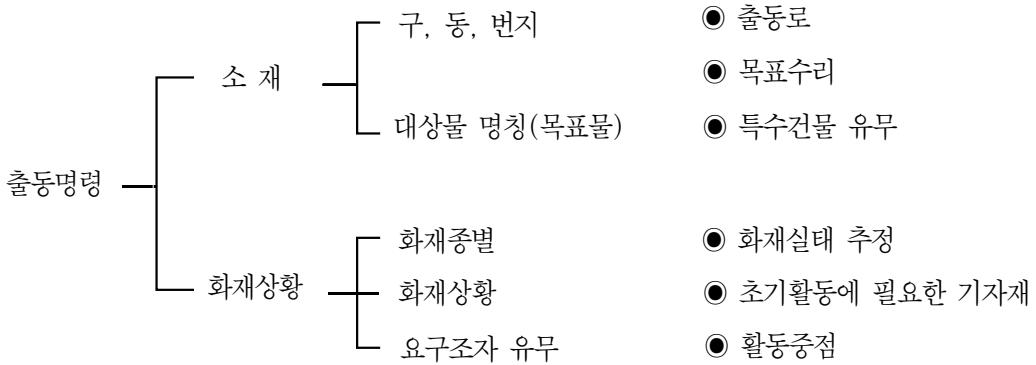 구, 동, 번지 ◉ 출동로
소 재 ◉ 목표수리
대상물 명칭(목표물) ◉ 특수건물 유무
출동명령
화재종별 ◉ 화재실태 추정
화재상황 화재상황 ◉ 초기활동에 필요한 기자재
요구조자 유무 ◉ 활동중점